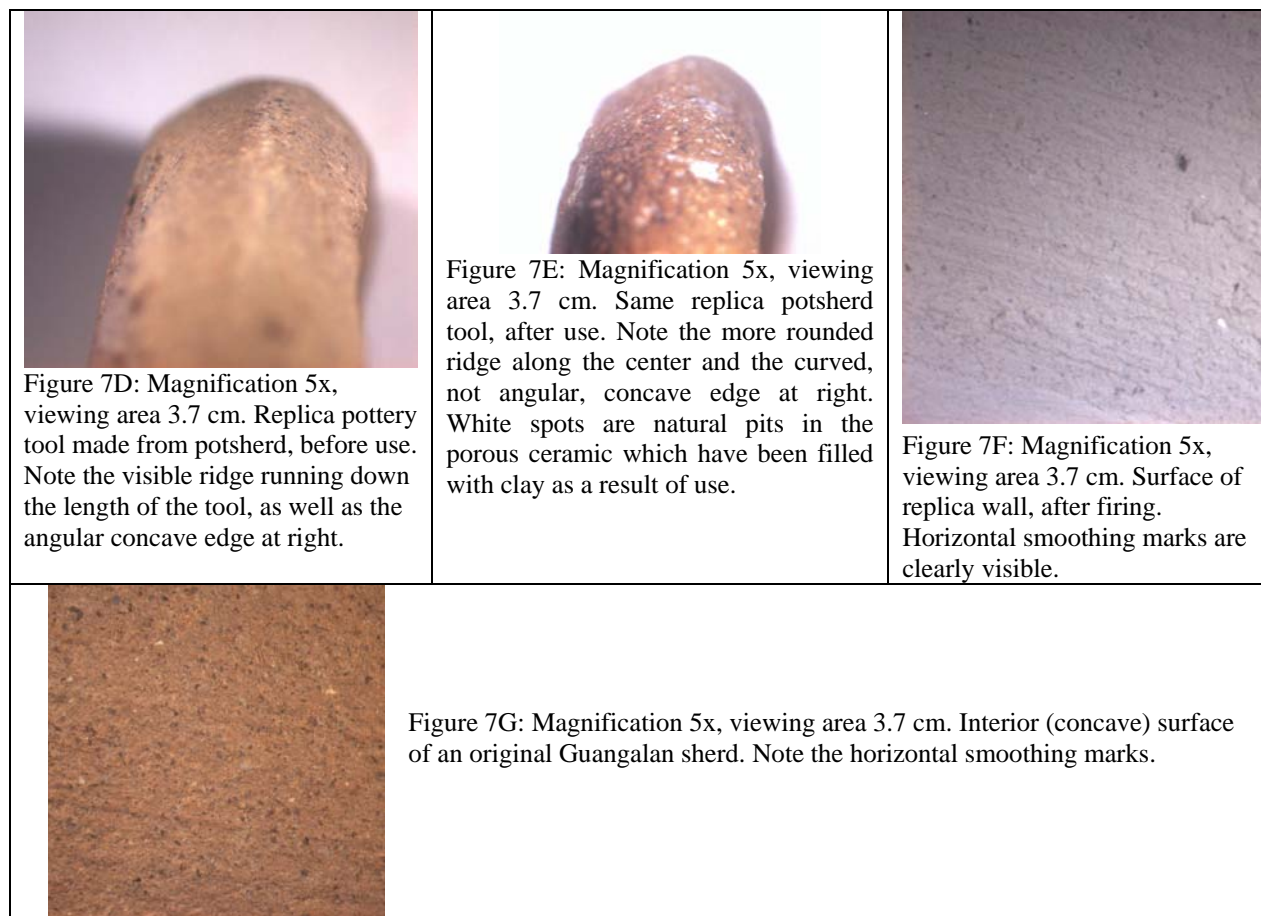 Figure 7D: Magnification 5x,
viewing area 3.7 cm. Replica pottery
tool made from potsherd, before use.
Note the visible ridge running down
the length of the tool, as well as the
angular concave edge at right.
Figure 7E: Magnification 5x, viewing
area 3.7 cm. Same replica potsherd
tool, after use. Note the more rounded
ridge along the center and the curved,
not angular, concave edge at right.
White spots are natural pits in the
porous ceramic which have been filled
with clay as a result of use.
Figure 7F: Magnification 5x,
viewing area 3.7 cm. Surface of
replica wall, after firing.
Horizontal smoothing marks are
clearly visible.
Figure 7G: Magnification 5x, viewing area 3.7 cm. Interior (concave) surface
of an original Guangalan sherd. Note the horizontal smoothing marks.